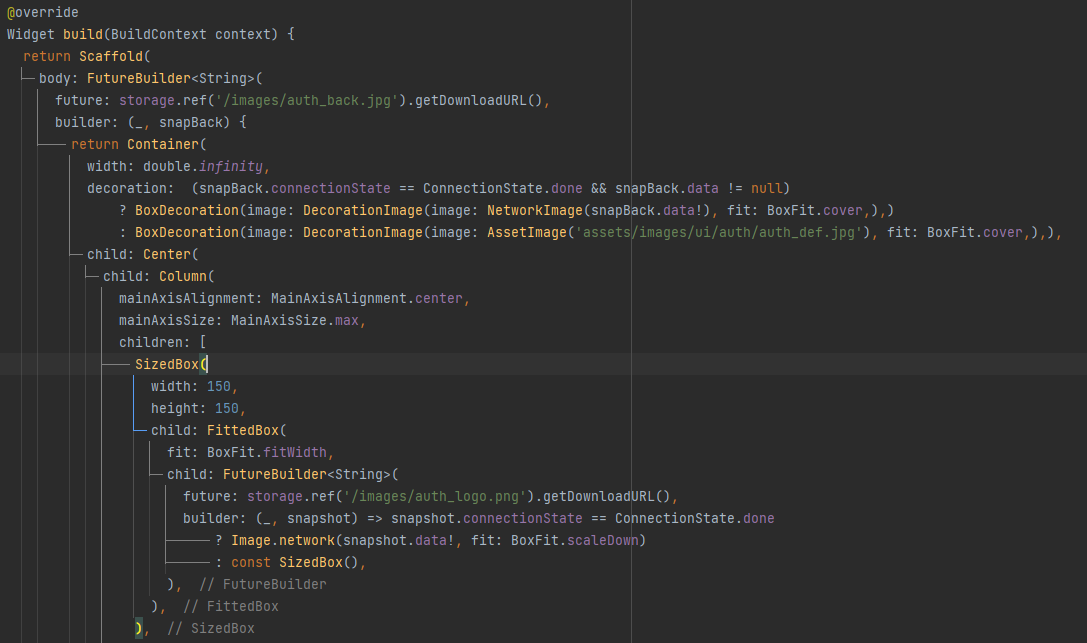 @override
Widget build(BuildContext context) {
return Scaffold(
body: FutureBuilder<String>(
future: storage.ref('/images/auth_back.jpg').getDownloadURL(),
builder: (_, snapBack) {
return Container(
width: double.infinity,
decoration:  (snapBack.connectionState == ConnectionState.done && snapBack.data != null)
? BoxDecoration(image: DecorationImage(image: NetworkImage(snapBack.data!), fit: BoxFit.cover,),)
: BoxDecoration(image: DecorationImage(image: AssetImage('assets/images/ui/auth/auth_def.jpg'), fit: BoxFit.cover,),),
child: Center(
child: Column(
mainAxisAlignment: MainAxisAlignment.center,
mainAxisSize: MainAxisSize.max,
children: [
SizedBox(
width: 150,
height: 150,
child: FittedBox(
fit: BoxFit.fitWidth,
child: FutureBuilder<String>(
future: storage.ref('/images/auth_logo.png').getDownloadURL(),
builder: (_, snapshot) => snapshot.connectionState == ConnectionState.done
? Image.network(snapshot.data!, fit: BoxFit.scaleDown)
: const SizedBox(),
),  // FutureBuilder
),  // FittedBox
),  // SizedBox